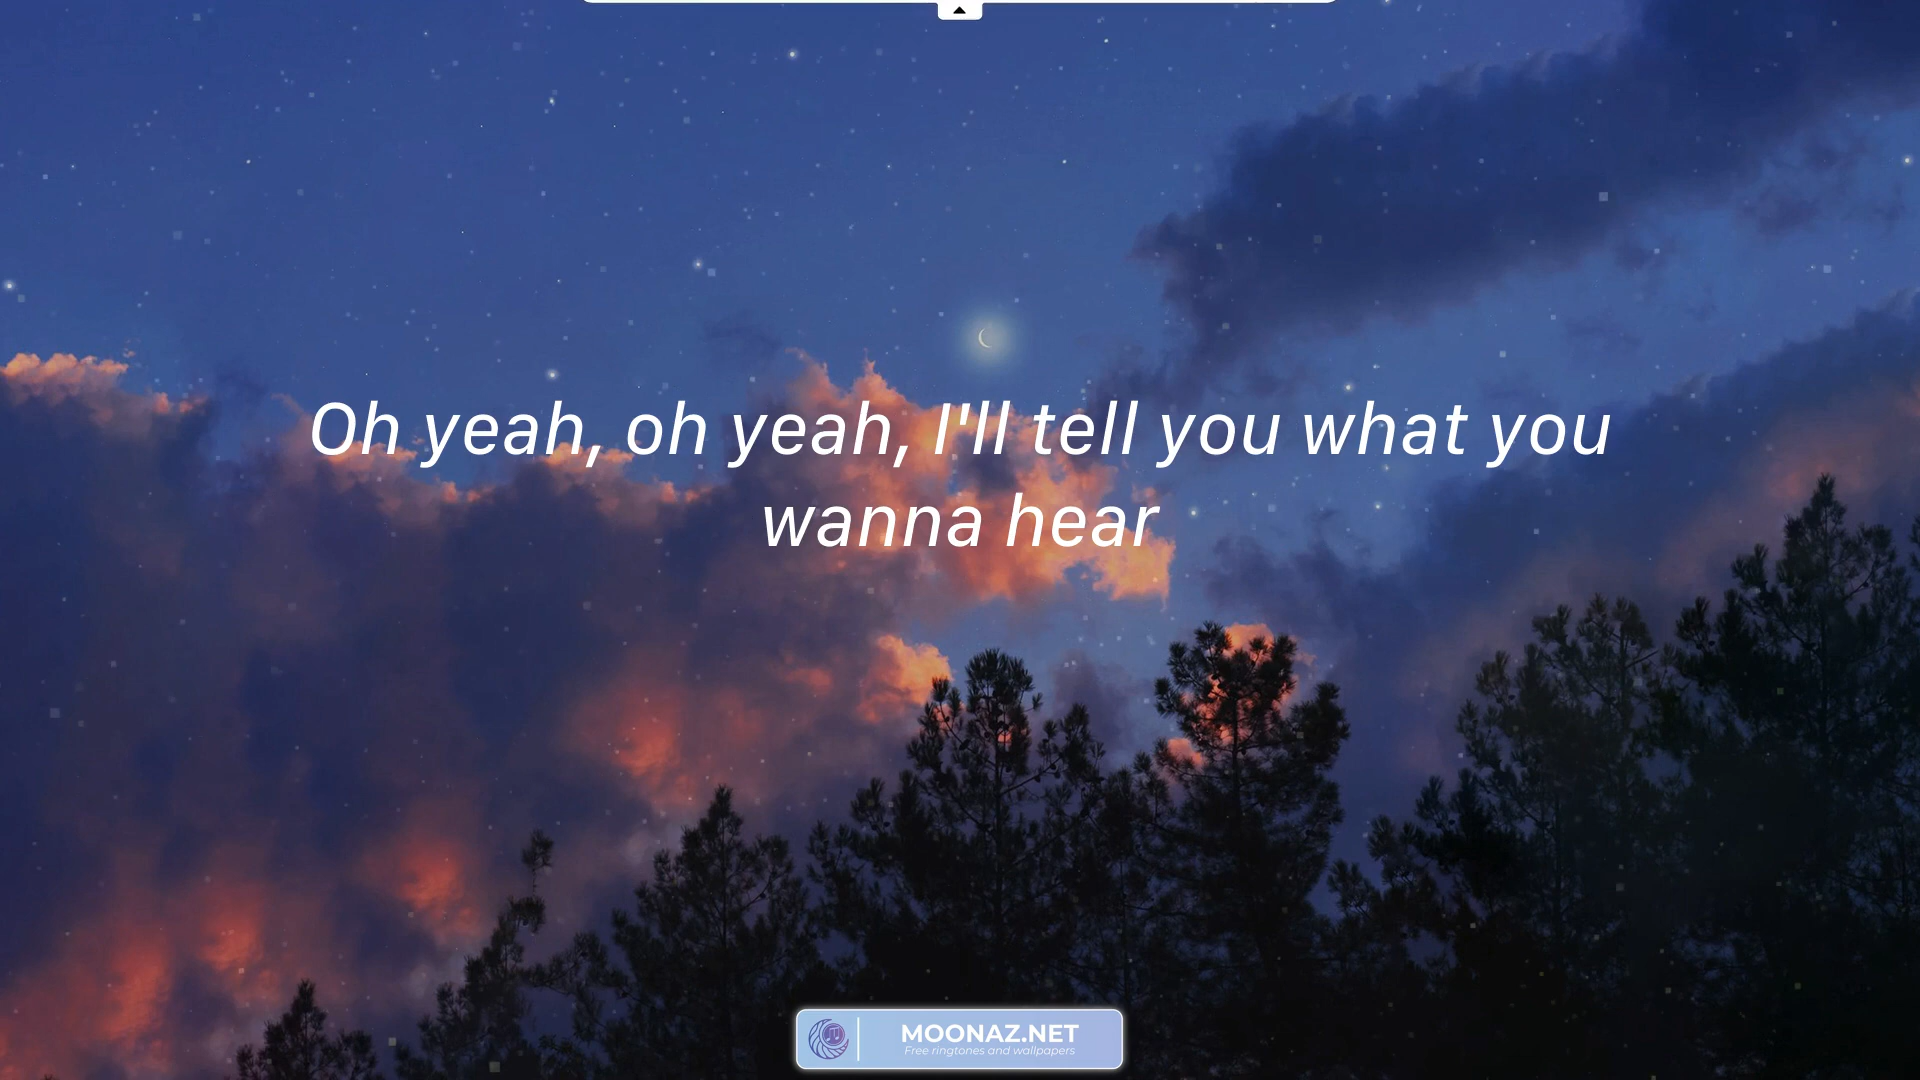 Oh yeah, oh yeah, I'll tell you what you
wanna hear
MOONAZ.NET
Free ringtones and wallpapers